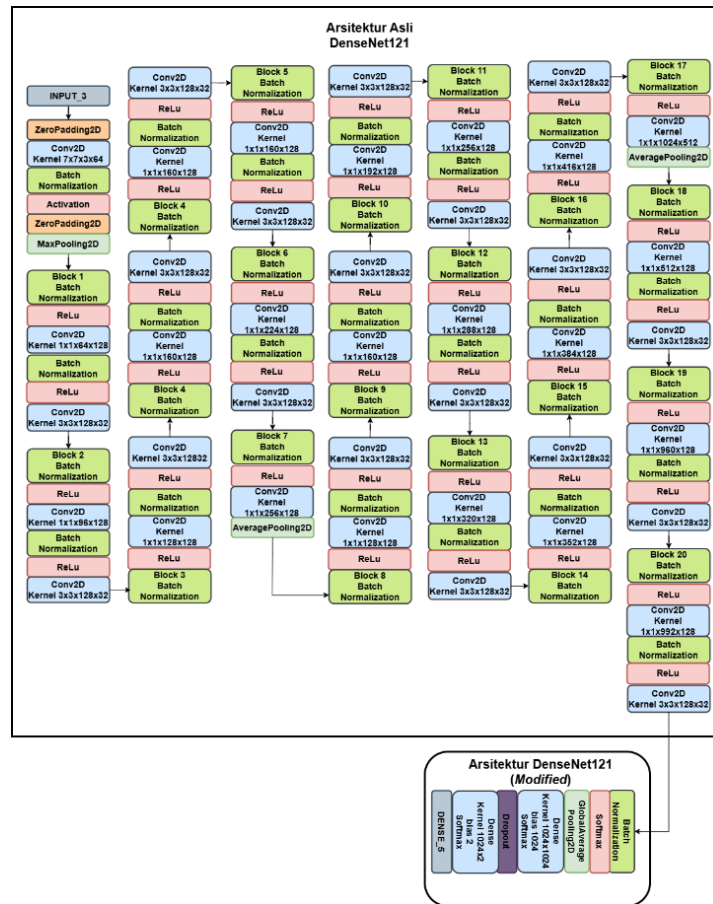 Arsitektur Asli
DenseNet121
INPUT_3
ZeroPadding2D
Conv2D
Kernel 7x7x3x64
Batch
Normalization
Activation
ZeroPadding2D
MaxPooling2D
Block 1
Batch
Normalization
ReLu
Conv2D
Kernel 1x1x64x128
Batch
Normalization
ReLu
Conv2D
Kernel 3x3x128x32
Block 2
Batch
Normalization
ReLu
Conv2D
Kernel 1x1x96x128
Batch
Normalization
ReLu
Conv2D
Kernel 3x3x128x32
Conv2D
Kernel 3x3x128x32
ReLu
Batch
Normalization
Conv2D
Kernel
1x1x160x128
ReLu
Block 4
Batch
Normalization
Conv2D
Kernel 3x3x128x32
ReLu
Batch
Normalization
Conv2D
Kernel
1x1x160x128
ReLu
Block 4
Batch
Normalization
Conv2D
Kernel 3x3x12832
ReLu
Batch
Normalization
Conv2D
Kernel
1x1x128x128
ReLu
Block 3
Batch
Normalization
Block 5
Batch
Normalization
ReLu
Conv2D
Kernel
1x1x160x128
Batch
Normalization
ReLu
Conv2D
Kernel 3x3x128x32
Block 6
Batch
Normalization
ReLu
Conv2D
Kernel
1x1x224x128
Batch
Normalization
ReLu
Conv2D
Kernel 3x3x128x32
Block 7
Batch
Normalization
ReLu
Conv2D
Kernel
1x1x256x128
AveragePooling2D
Conv2D
Kernel 3x3x128x32
ReLu
Batch
Normalization
Conv2D
Kernel
1x1x192x128
ReLu
Block 10
Batch
Normalization
Conv2D
Kernel 3x3x128x32
ReLu
Batch
Normalization
Conv2D
Kernel
1x1x160x128
ReLu
Block 9
Batch
Normalization
Conv2D
Kernel 3x3x128x32
ReLu
Batch
Normalization
Conv2D
Kernel
1x1x128x128
ReLu
Block 8
Batch
Normalization
Block 11
Batch
Normalization
ReLu
Conv2D
Kernel
1x1x256x128
Batch
Normalization
ReLu
Conv2D
Kernel 3x3x128x32
Block 12
Batch
Normalization
ReLu
Conv2D
Kernel
1x1x288x128
Batch
Normalization
ReLu
Conv2D
Kernel 3x3x128x32
Block 13
Batch
Normalization
ReLu
Conv2D
Kernel
1x1x320x128
Batch
Normalization
ReLu
Conv2D
Kernel 3x3x128x32
Conv2D
Kernel 3x3x128x32
ReLu
Batch
Normalization
Conv2D
Kernel
1x1x416x128
ReLu
Block 16
Batch
Normalization
Conv2D
Kernel 3x3x128x32
ReLu
Batch
Normalization
Conv2D
Kernel
1x1x384x128
ReLu
Block 15
Batch
Normalization
Conv2D
Kernel 3x3x128x32
ReLu
Batch
Normalization
Conv2D
Kernel
1x1x352x128
ReLu
Block 14
Batch
Normalization
Block 17
Batch
Normalization
ReLu
Conv2D
Kernel
1x1x1024x512
AveragePooling2D
Block 18
Batch
Normalization
ReLu
Conv2D
Kernel
1x1x512x128
Batch
Normalization
ReLu
Conv2D
Kernel 3x3x128x32
Block 19
Batch
Normalization
ReLu
Conv2D
Kernel
1x1x960x128
Batch
Normalization
ReLu
Conv2D
Kernel 3x3x128x32
Block 20
Batch
Normalization
ReLu
Conv2D
Kernel
1x1x992x128
Batch
Normalization
ReLu
Conv2D
Kernel 3x3x128x32
Arsitektur DenseNet121
(Modified)
Batch
Normalization
Softmax
GlobalAverage
Pooling2D
Dense
Kernel 1024x1024
bias 1024
Softmax
Dropout
Dense
Kernel 1024x2
bias 2
Softmax
DENSE_5